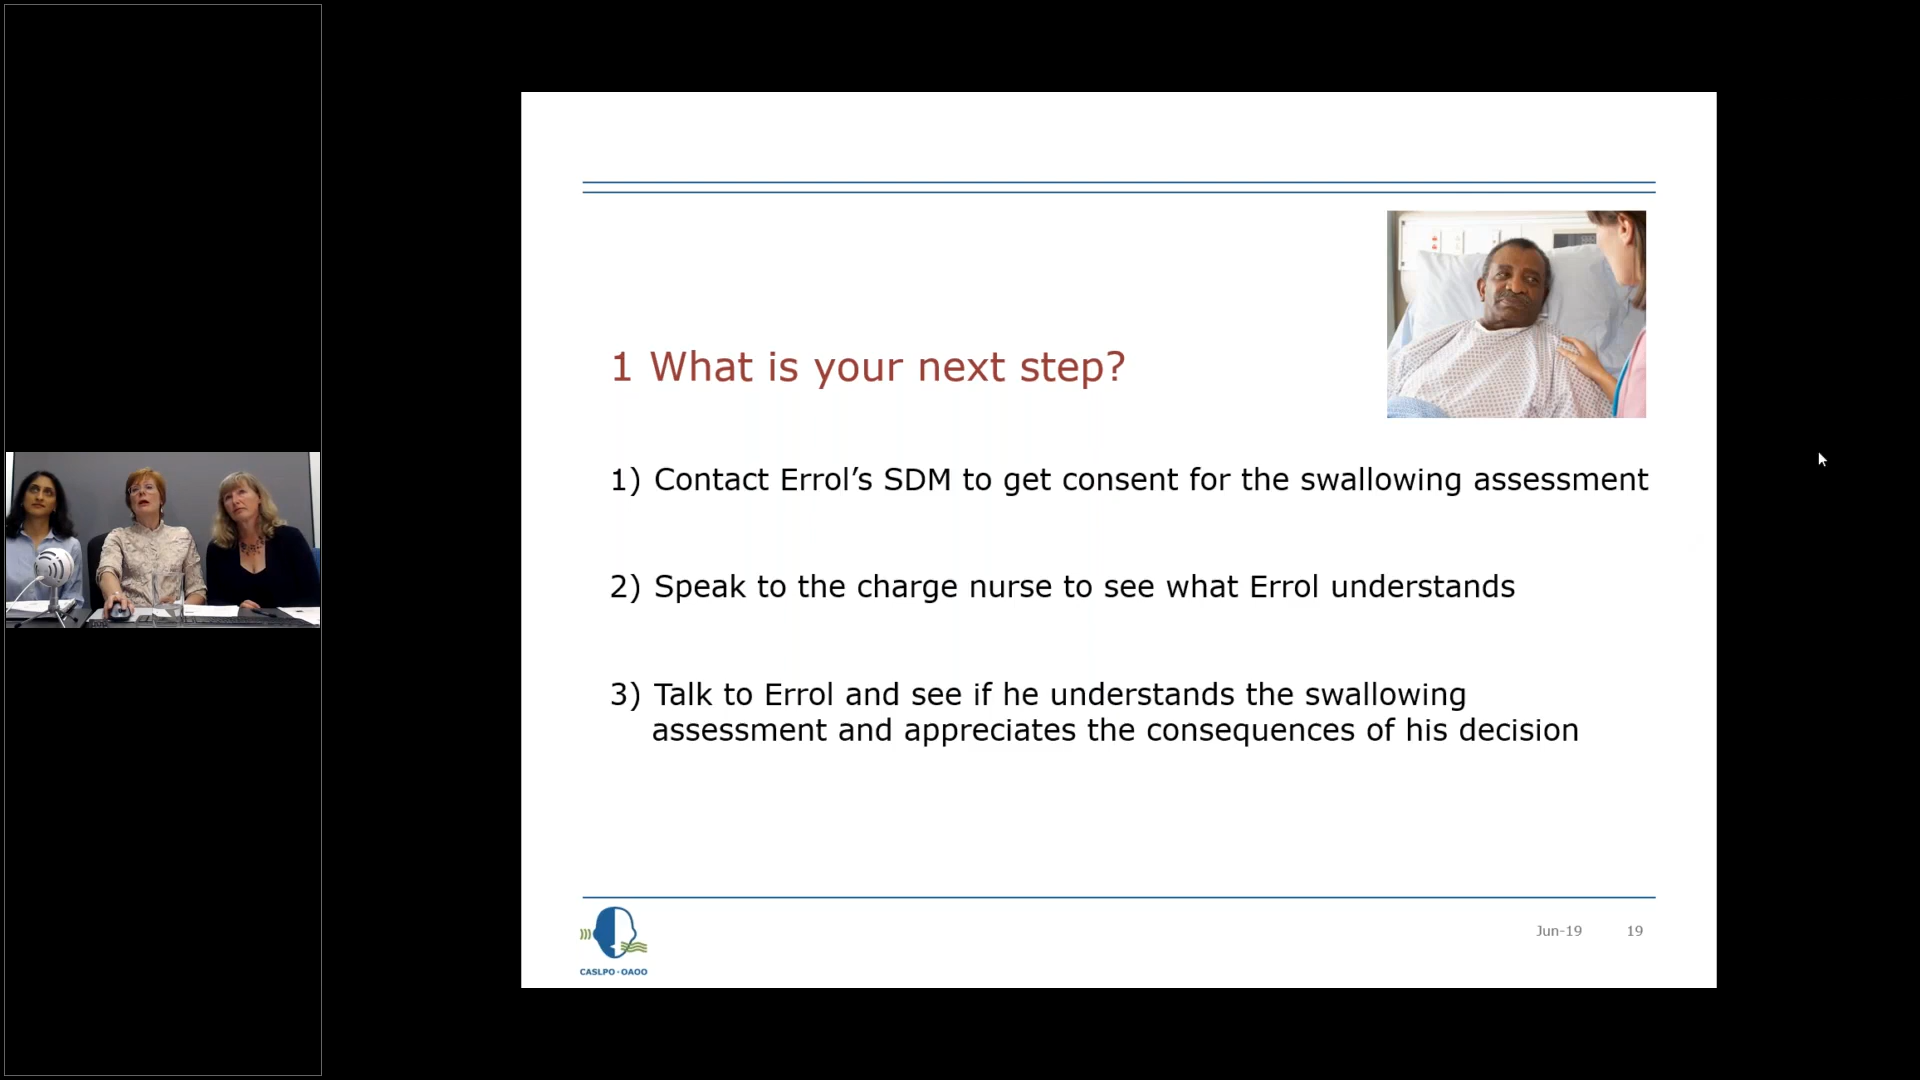 1 What is your next step?
1) Contact Errol’s SDM to get consent for the swallowing assessment
2) Speak to the charge nurse to see what Errol understands
3) Talk to Errol and see if he understands the swallowing
assessment and appreciates the consequences of his decision
CASLPO·OAOO
Jun-19 19